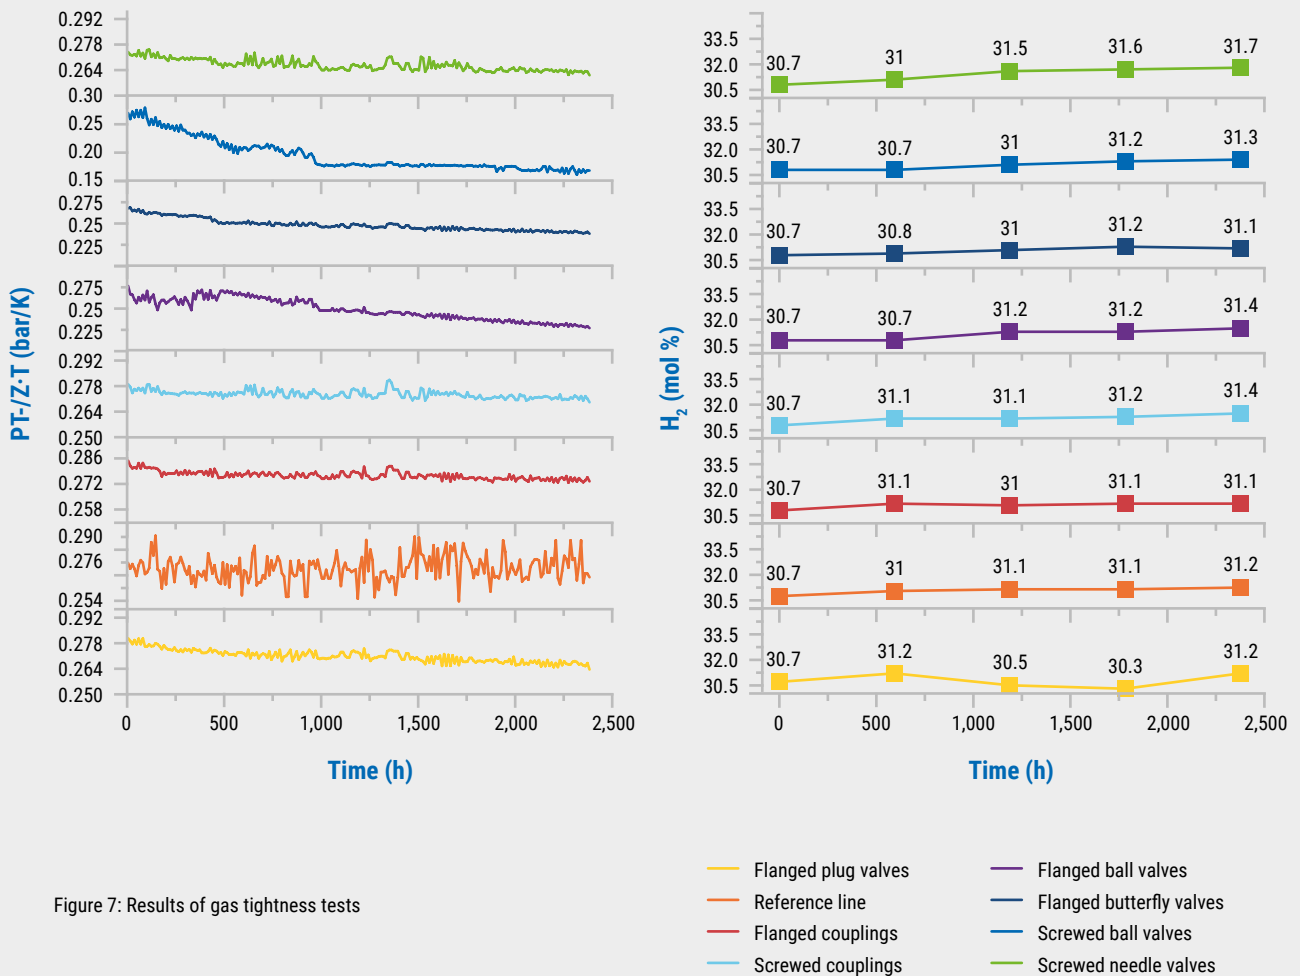 0.292
0.278
0.264
0.30
0.25
0.20
0.15
0.275
0.25
0.225
0.275
0.25
0.225
0.292
0.278
0.264
0.250
0.286
0.272
0.258
0.290
0.276
0.254
0.292
0.278
0.264
0.250
PT-/Z·T (bar/K)
0 500 1,000 1,500 2,000 2,500
Time (h)
33.5
32.0
30.5
30.7 31 31.5 31.6 31.7
33.5
32.0
30.5
30.7 30.7 31 31.2 31.3
33.5
32.0
30.5
30.7 30.8 31 31.2 31.1
33.5
32.0
30.5
30.7 30.7 31.2 31.2 31.4
33.5
32.0
30.5
30.7 31.1 31.1 31.2 31.4
33.5
32.0
30.5
30.7 31.1 31 31.1 31.1
33.5
32.0
30.5
30.7 31 31.1 31.1 31.2
33.5
32.0
30.5
30.7 31.2 30.5 30.3 31.2
H2 (mol %)
0 500 1,000 1,500 2,000 2,500
Time (h)
Figure 7: Results of gas tightness tests
Flanged plug valves
Reference line
Flanged couplings
Screwed couplings
Flanged ball valves
Flanged butterfly valves
Screwed ball valves
Screwed needle valves